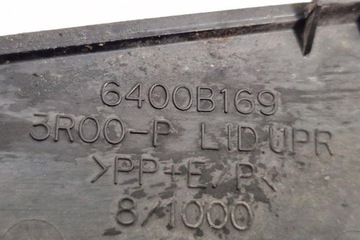 6400B169
3R00-P LID UPR
>PP+E/P<
8/1000